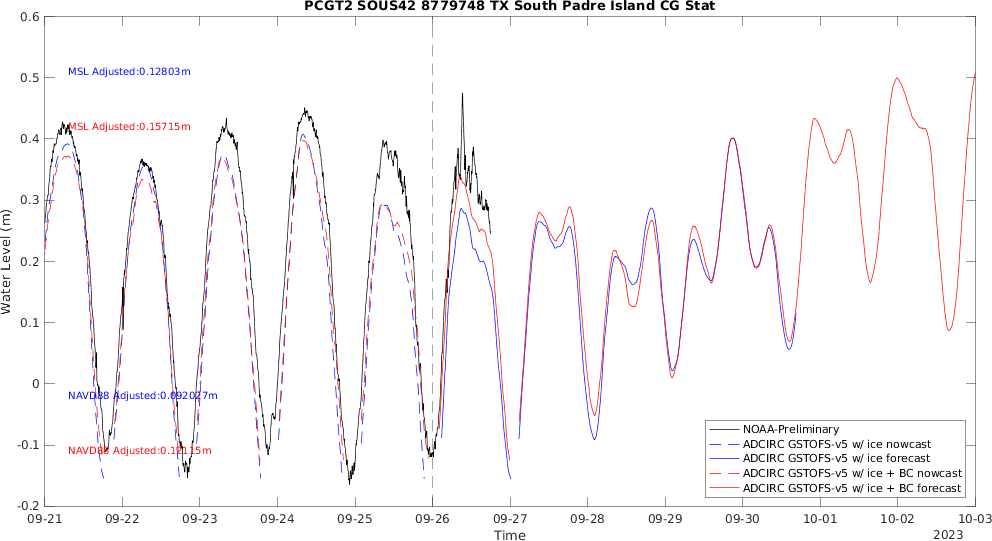 PCGT2 SOUS42 8779748 TX South Padre Island CG Stat
0.6
0.5
0.4
0.3
0.2
0.1
0
-0.1
-0.2
Water Level (m)
MSL Adjusted:0.12803m
MSL Adjusted:0.15715m
NAVD88 Adjusted:0.092027m
NAVD88 Adjusted:0.12115m
NOAA-Preliminary
ADCIRC GSTOFS-v5 w/ ice nowcast
ADCIRC GSTOFS-v5 w/ ice forecast
ADCIRC GSTOFS-v5 w/ ice + BC nowcast
ADCIRC GSTOFS-v5 w/ ice + BC forecast
09-21 09-22 09-23 09-24 09-25 09-26 09-27 09-28 09-29 09-30 10-01 10-02 10-03
Time 2023